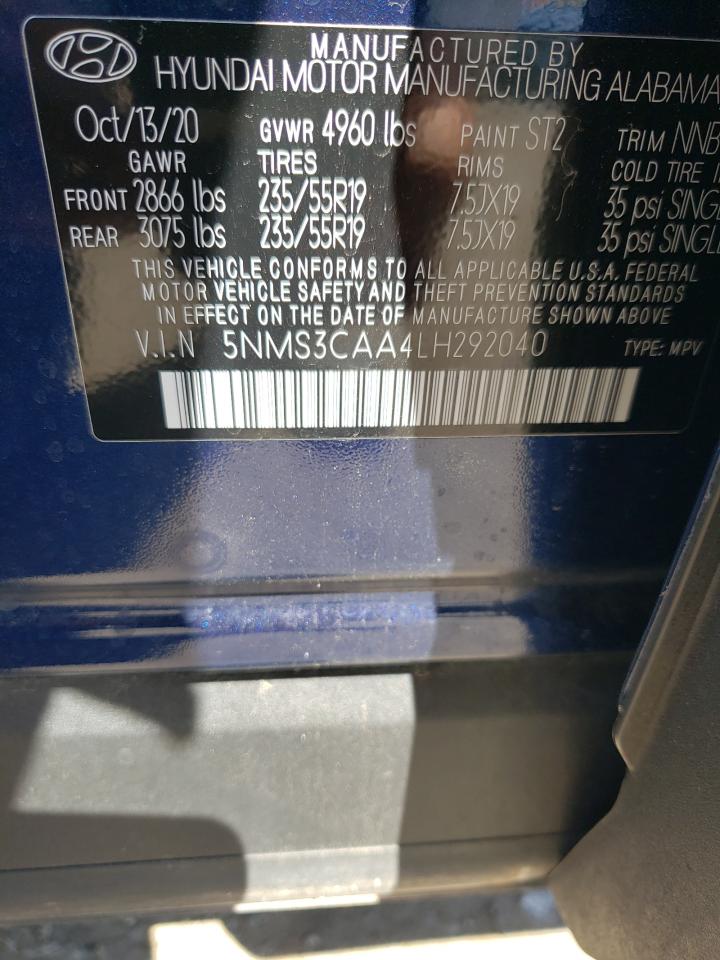 MANUFACTURED BY
HYUNDAI MOTOR MANUFACTURING ALABAMA
Oct/13/20 GVWR 4960 lbs PAINT ST2 TRIM NNB
GAWR TIRES RIMS COLD TIRE
FRONT 2866 lbs 235/55R19 7.5JX19 35 psi SINGL
REAR 3075 lbs 235/55R19 7.5JX19 35 psi SINGLE
THIS VEHICLE CONFORMS TO ALL APPLICABLE U.S.A. FEDERAL
MOTOR VEHICLE SAFETY AND THEFT PREVENTION STANDARDS
IN EFFECT ON THE DATE OF MANUFACTURE SHOWN ABOVE
V.I.N 5NMS3CAA4LH292040 TYPE: MPV